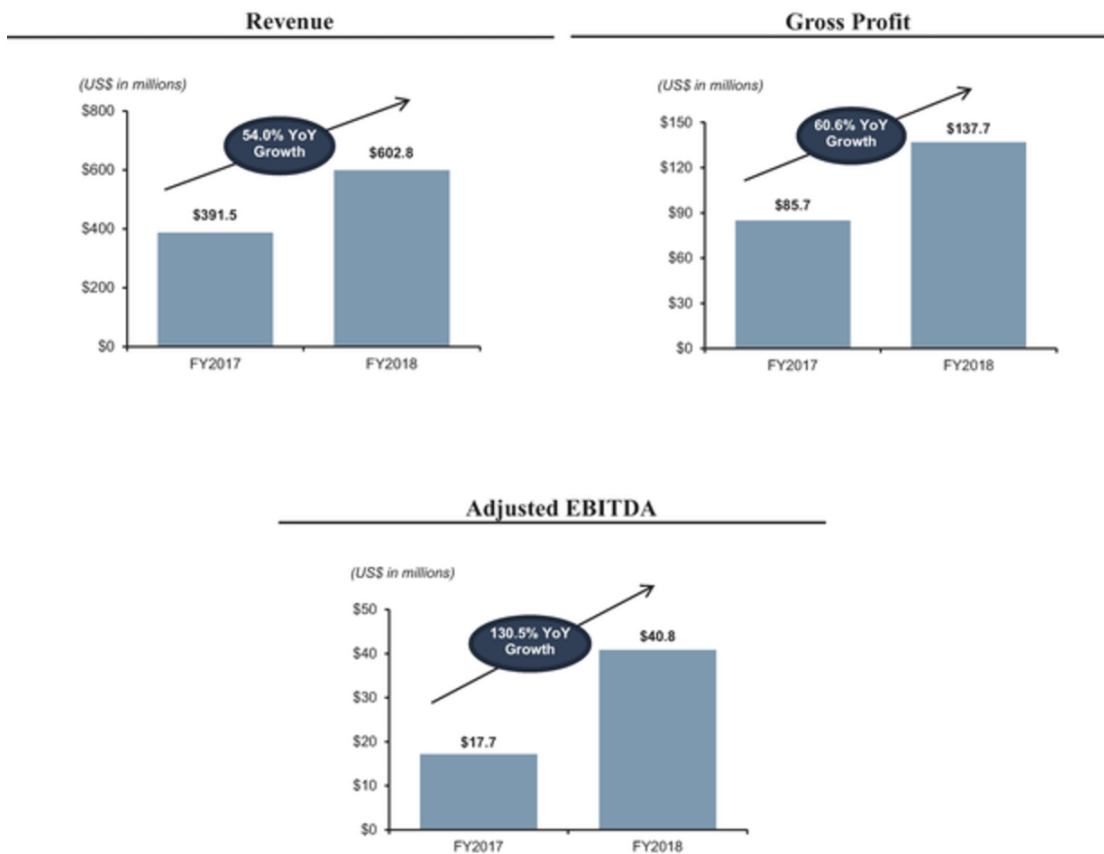 Revenue
(US$ in millions)
$800
$600
$400
$200
$0
54.0% YoY
Growth
$391.5
$602.8
FY2017
FY2018
Gross Profit
(US$ in millions)
$150
$120
$90
$60
$30
$0
60.6% YoY
Growth
$85.7
$137.7
FY2017
FY2018
Adjusted EBITDA
(US$ in millions)
$50
$40
$30
$20
$10
$0
130.5% YoY
Growth
$17.7
$40.8
FY2017
FY2018